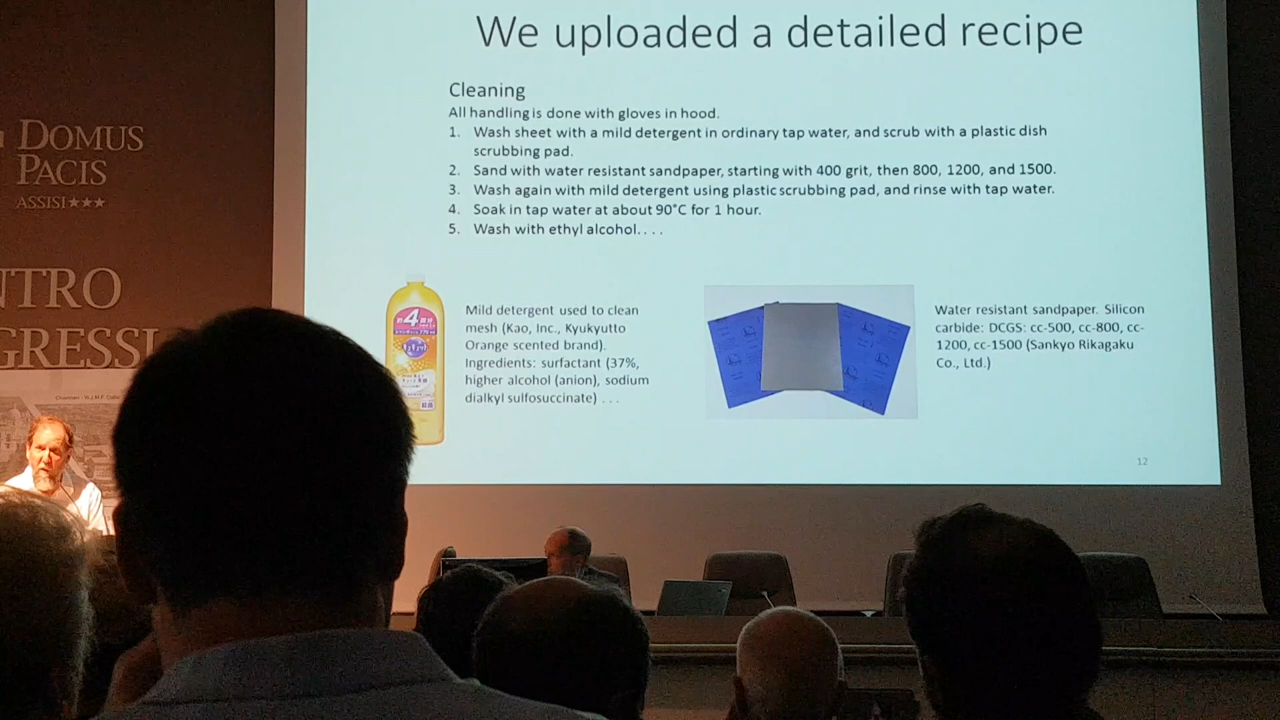 We uploaded a detailed recipe
Cleaning
All handling is done with gloves in hood.
1. Wash sheet with a mild detergent in ordinary tap water, and scrub with a plastic dish
scrubbing pad.
2. Sand with water resistant sandpaper, starting with 400 grit, then 800, 1200, and 1500.
3. Wash again with mild detergent using plastic scrubbing pad, and rinse with tap water.
4. Soak in tap water at about 90°C for 1 hour.
5. Wash with ethyl alcohol. . . .
Mild detergent used to clean
mesh (Kao, Inc., Kyukyutto
Orange scented brand).
Ingredients: surfactant (37%,
higher alcohol (anion), sodium
dialkyl sulfosuccinate) . . .
Water resistant sandpaper. Silicon
carbide: DCGS: cc-500, cc-800, cc-
1200, cc-1500 (Sankyo Rikagaku
Co., Ltd.)
12
DOMUS
PACIS
ASSISI★★★
NTRO
GRESSI